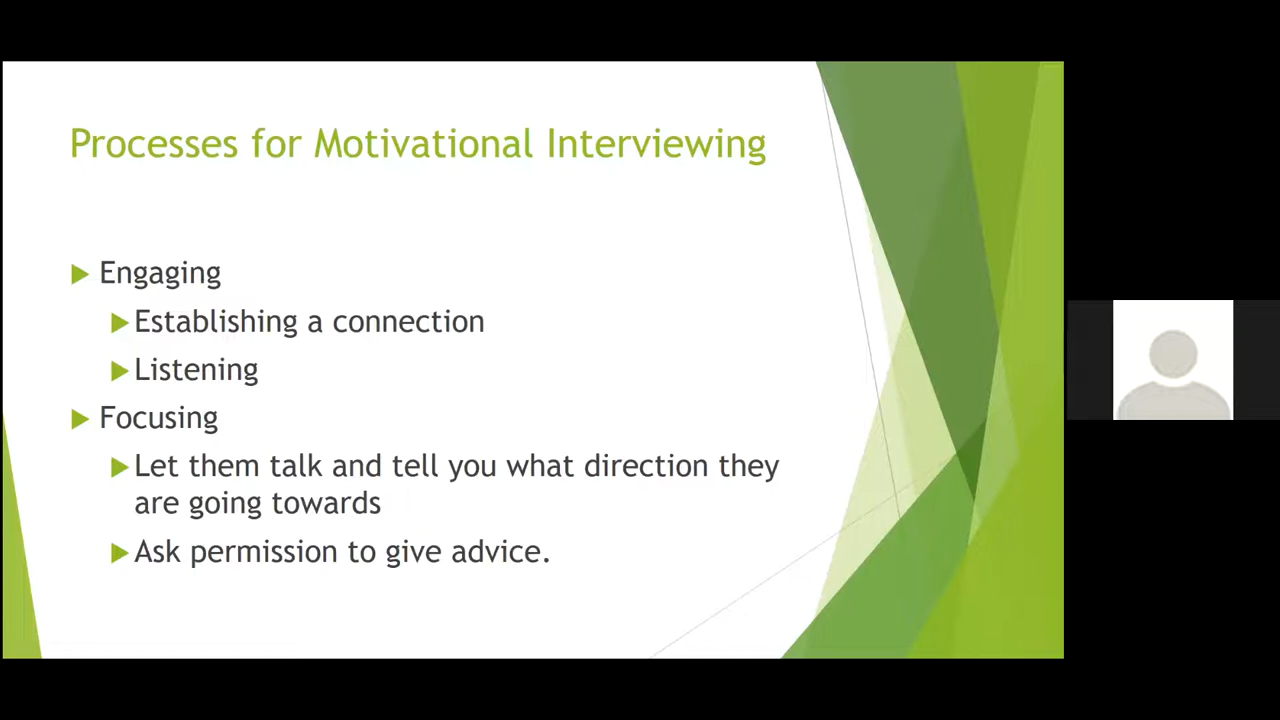 Processes for Motivational Interviewing
Engaging
Establishing a connection
Listening
Focusing
Let them talk and tell you what direction they
are going towards
Ask permission to give advice.